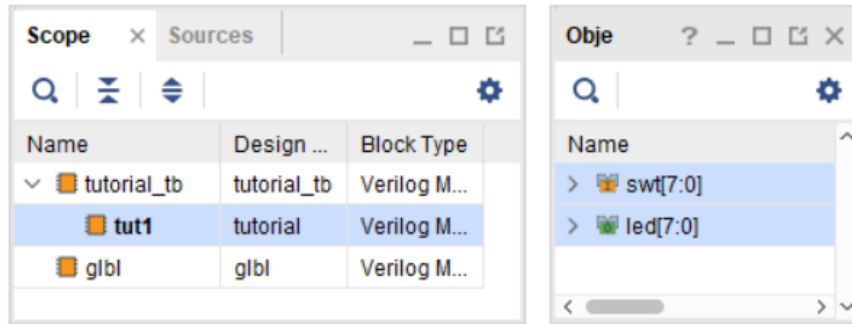 Scope Sources
Name Design ... Block Type
tutorial_tb tutorial_tb Verilog M...
tut1 tutorial Verilog M...
glbl glbl Verilog M...
Obje ?
Name
swt[7:0]
led[7:0]